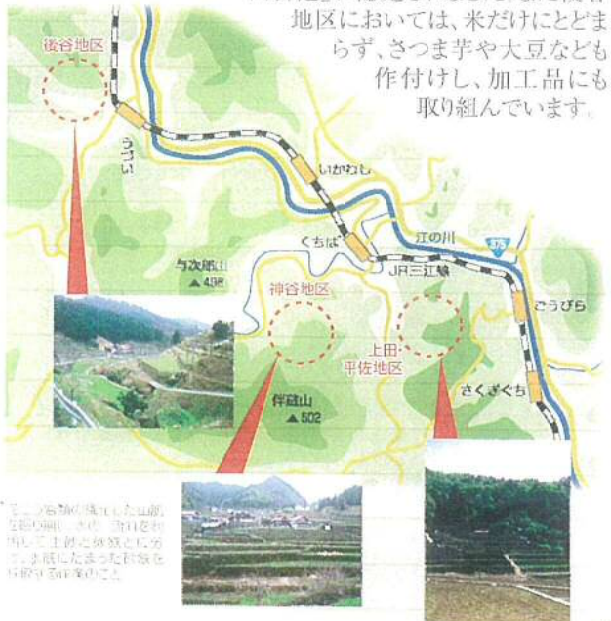 地区においては、米だけにとどま
らず、さつま芋や大豆なども
作付けし、加工品にも
取り組んでいます。
後谷地区
うづい
いかわし
くちば
江の川
375
JR三江線
与次郎山
▲498
神谷地区
ごうびら
上田・
平佐地区
さくぎぐち
伴蔵山
▲502